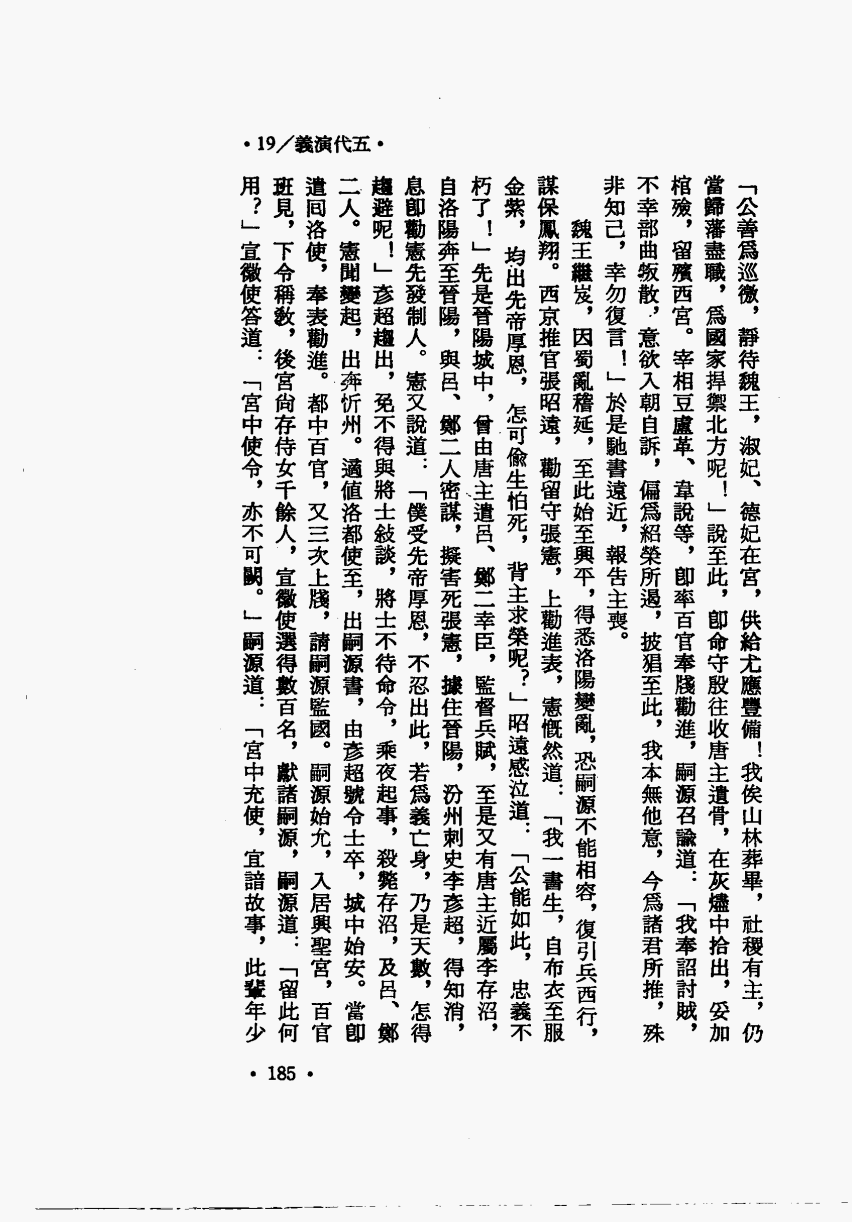 •19／義演代五•
「公善爲巡徼，靜待魏王，淑妃、德妃在宮，供給尤應豐備！我俟山林葬畢，社稷有主，仍
當歸藩盡職，爲國家捍禦北方呢！」說至此，卽命守殷往收唐主遺骨，在灰燼中拾出，妥加
棺殮，留殯西宮。宰相豆盧革、韋說等，卽率百官奉牋勸進，嗣源召諭道：「我奉詔討賊，
不幸部曲叛散，意欲入朝自訴，偏爲紹榮所遏，披猖至此，我本無他意，今爲諸君所推，殊
非知己，幸勿復言！」於是馳書遠近，報告主喪。
魏王繼岌，因蜀亂稽延，至此始至興平，得悉洛陽變亂，恐嗣源不能相容，復引兵西行，
謀保鳳翔。西京推官張昭遠，勸留守張憲，上勸進表，憲慨然道：「我一書生，自布衣至服
金紫，均出先帝厚恩，怎可偸生怕死，背主求榮呢？」昭遠感泣道：「公能如此，忠義不
朽了！」先是晉陽城中，曾由唐主遣呂、鄭二幸臣，監督兵賦，至是又有唐主近屬李存沼，
自洛陽奔至晉陽，與呂、鄭二人密謀，擬害死張憲，據住晉陽，汾州刺史李彥超，得知消，
息卽勸憲先發制人。憲又說道：「僕受先帝厚恩，不忍出此，若爲義亡身，乃是天數，怎得
趨避呢！」彥超趨出，免不得與將士敍談，將士不待命令，乘夜起事，殺斃存沼，及呂、鄭
二人。憲聞變起，出奔忻州。適値洛都使至，出嗣源書，由彥超號令士卒，城中始安。當卽
遣囘洛使，奉表勸進。都中百官，又三次上牋，請嗣源監國。嗣源始允，入居興聖宮，百官
班見，下令稱敎，後宮尙存侍女千餘人，宣徽使選得數百名，獻諸嗣源，嗣源道：「留此何
用？」宣徽使答道：「宮中使令，亦不可闕。」嗣源道：「宮中充使，宜諳故事，此輩年少
•185•